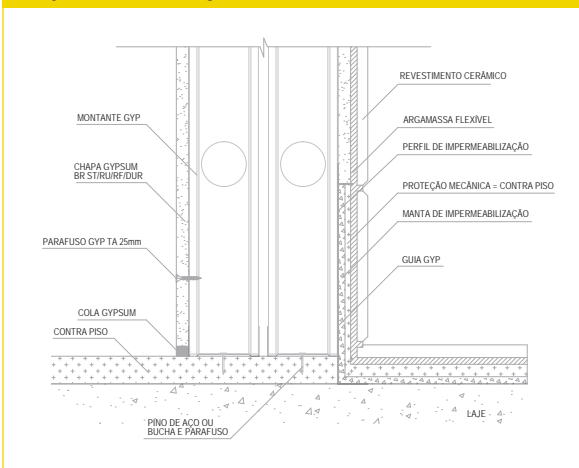 MONTANTE GYP
CHAPA GYPSUM
BR ST/RU/RF/DUR
PARAFUSO GYP TA 25mm
COLA GYPSUM
CONTRA PISO
PINO DE AÇO OU
BUCHA E PARAFUSO
REVESTIMENTO CERÂMICO
ARGAMASSA FLEXÍVEL
PERFIL DE IMPERMEABILIZAÇÃO
PROTEÇÃO MECÂNICA = CONTRA PISO
MANTA DE IMPERMEABILIZAÇÃO
GUIA GYP
LAJE